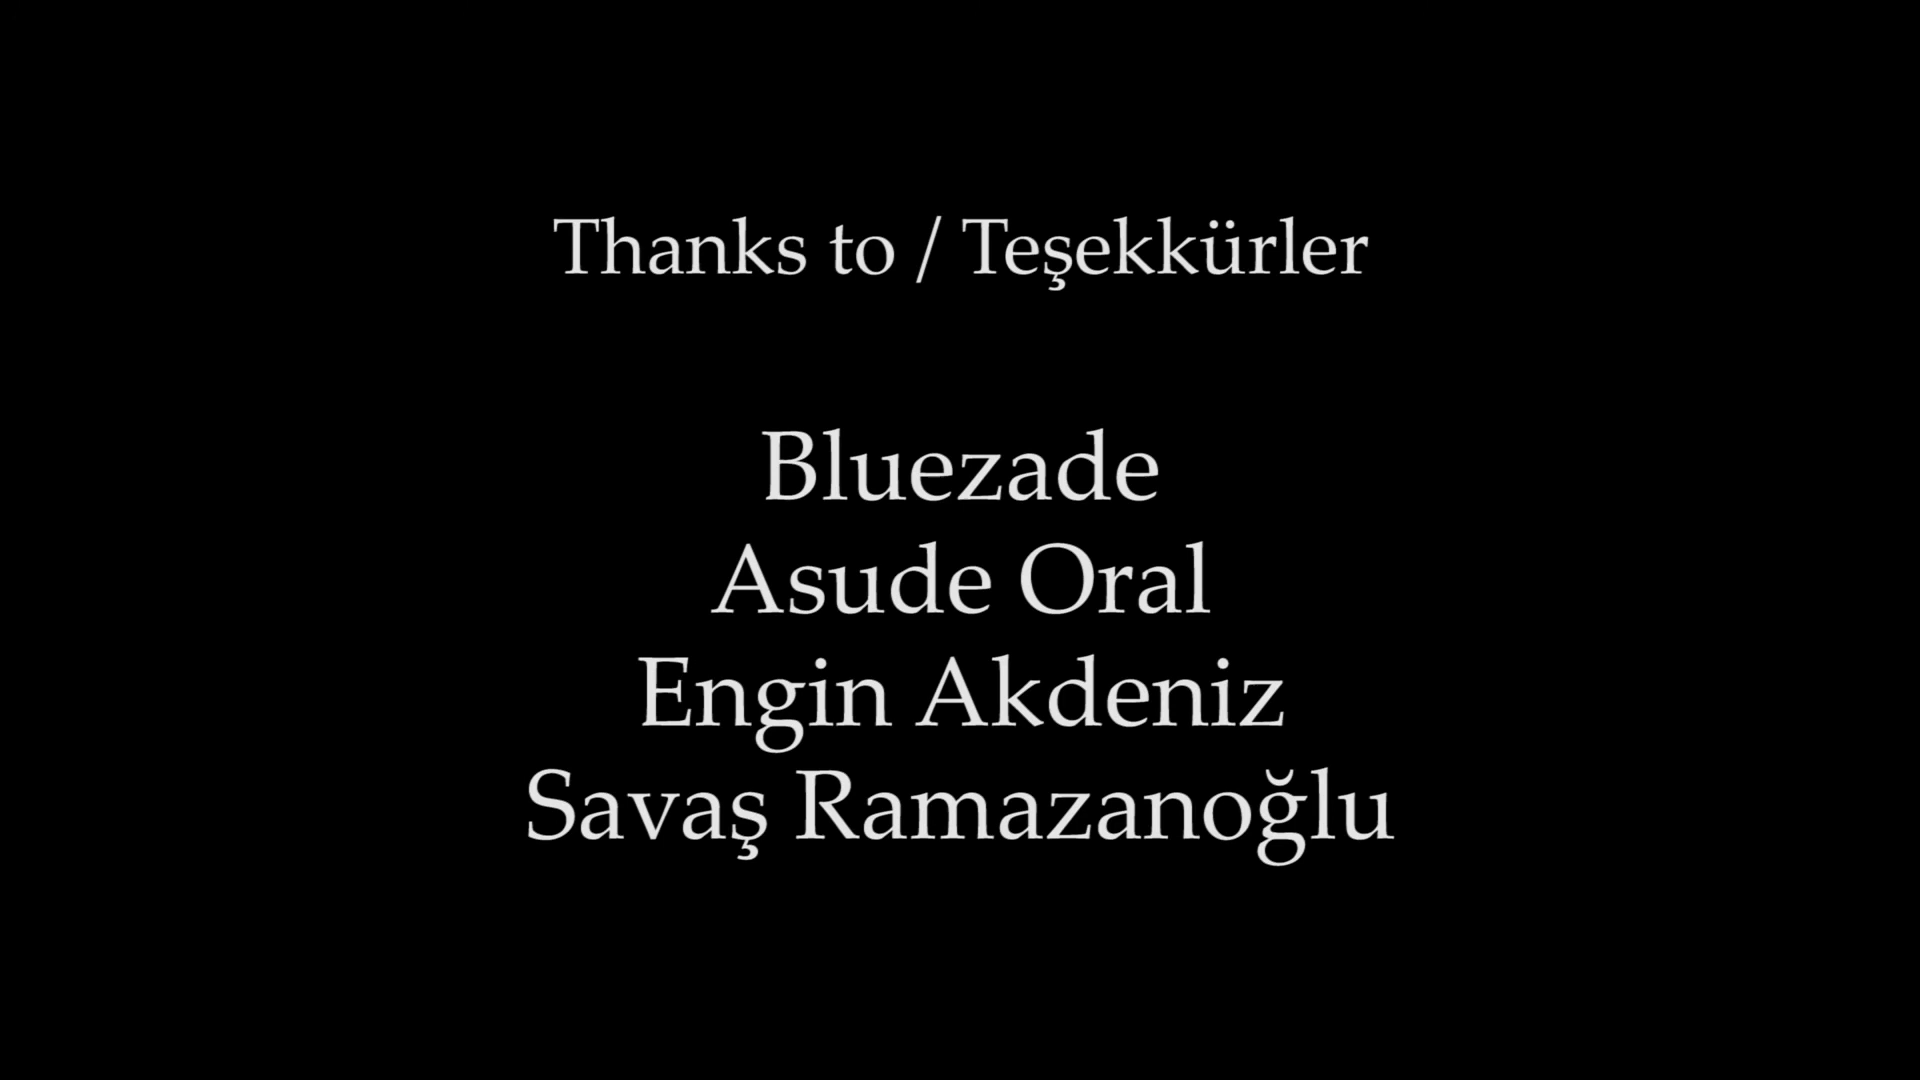 Thanks to / Teşekkürler
Bluezade
Asude Oral
Engin Akdeniz
Savaş Ramazanoğlu